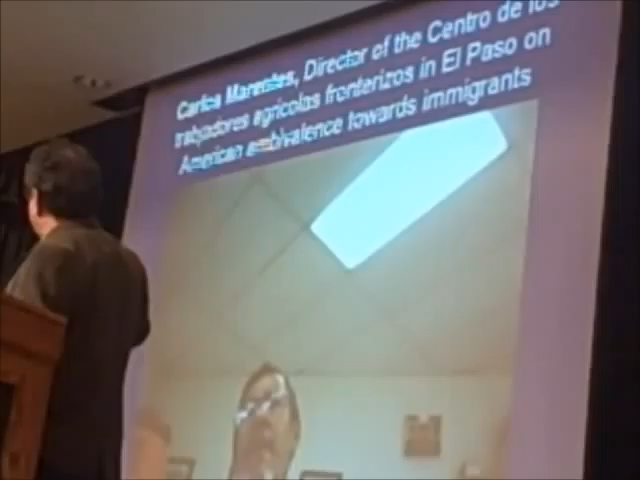 Carlos Marentes, Director of the Centro de los
trabajadores agricolas fronterizos in El Paso on
American ambivalence towards immigrants